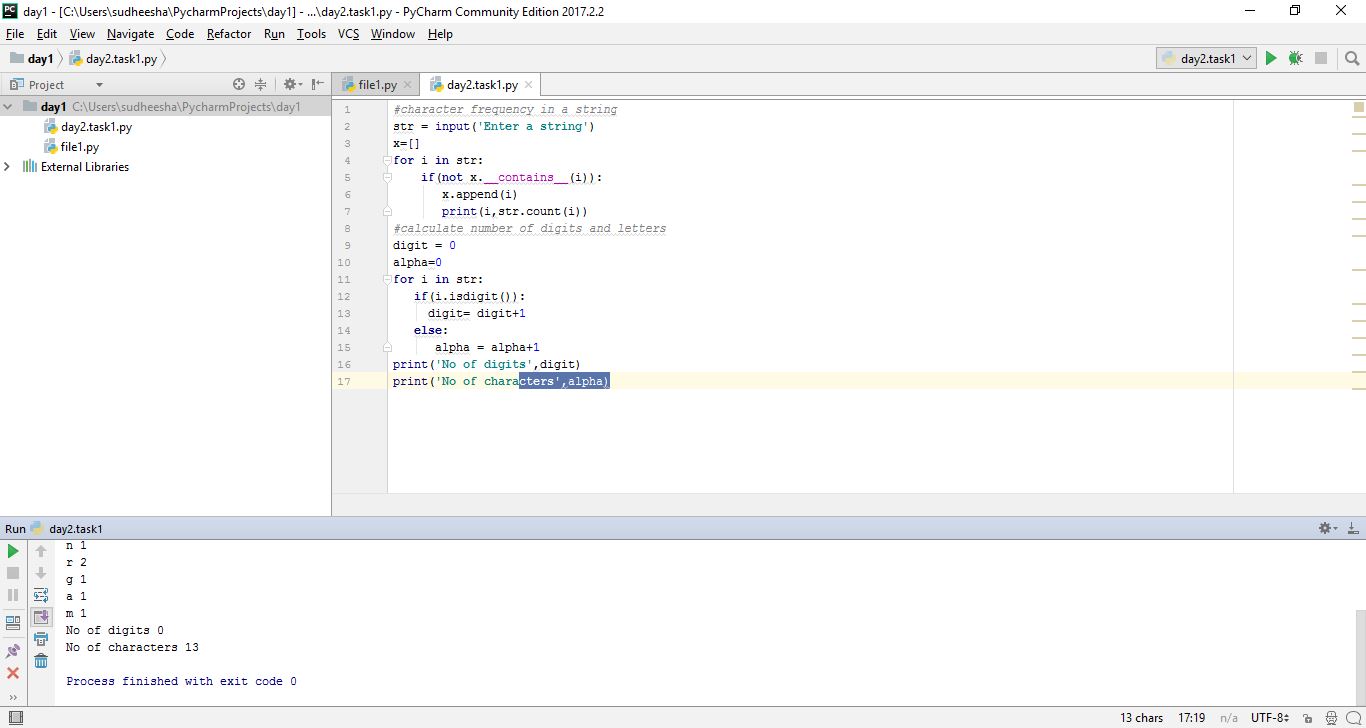 day1 - [C:\Users\sudheesha\PycharmProjects\day1] - ...\day2.task1.py - PyCharm Community Edition 2017.2.2
File Edit View Navigate Code Refactor Run Tools VCS Window Help
day1 day2.task1.py day2.task1
Project file1.py day2.task1.py
day1 C:\Users\sudheesha\PycharmProjects\day1
day2.task1.py
file1.py
External Libraries
1 #character frequency in a string
2 str = input('Enter a string')
3 x=[]
4 for i in str:
5 if(not x.__contains__(i)):
6 x.append(i)
7 print(i,str.count(i))
8 #calculate number of digits and letters
9 digit = 0
10 alpha=0
11 for i in str:
12 if(i.isdigit()):
13 digit= digit+1
14 else:
15 alpha = alpha+1
16 print('No of digits',digit)
17 print('No of characters',alpha)
Run day2.task1
n 1
r 2
g 1
a 1
m 1
No of digits 0
No of characters 13
Process finished with exit code 0
13 chars 17:19 n/a UTF-8